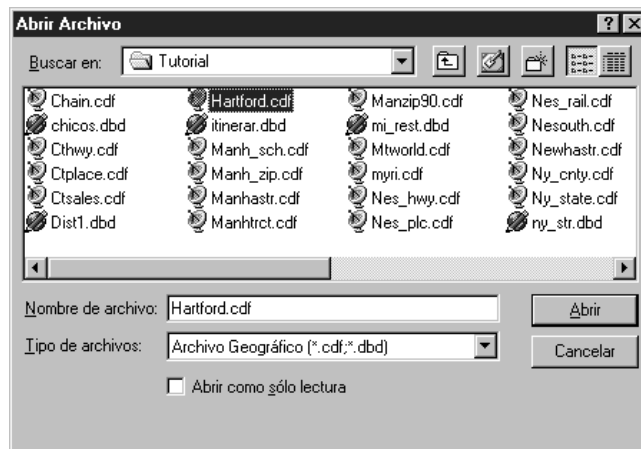 Abrir Archivo
Buscar en: Tutorial
Chain.cdf Hartford.cdf Manzip90.cdf Nes_rail.cdf
chicos.dbd itinerar.dbd mi_rest.dbd Nesouth.cdf
Cthwy.cdf Manh_sch.cdf Mtworld.cdf Newhastr.cdf
Ctplace.cdf Manh_zip.cdf myri.cdf Ny_cnty.cdf
Ctsales.cdf Manhastr.cdf Nes_hwy.cdf Ny_state.cdf
Dist1.dbd Manhtrct.cdf Nes_plc.cdf ny_str.dbd
Nombre de archivo: Hartford.cdf Abrir
Tipo de archivos: Archivo Geográfico (*.cdf;*.dbd) Cancelar
Abrir como sólo lectura